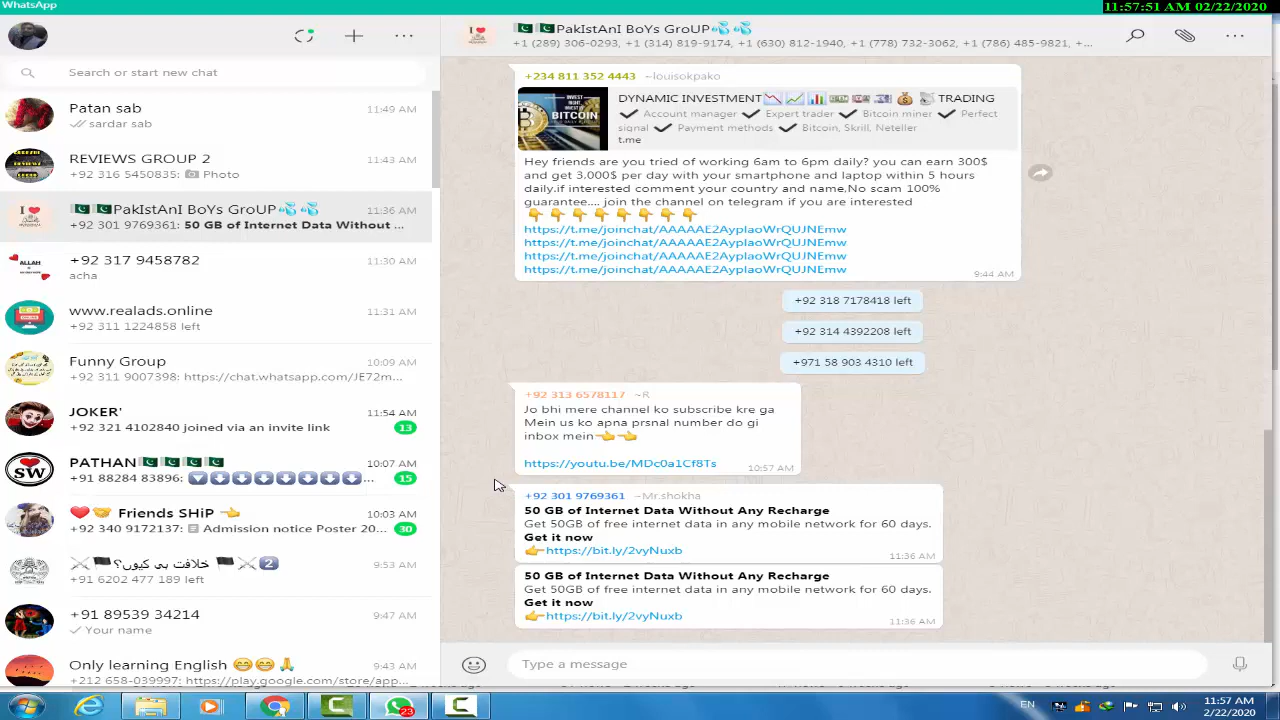 WhatsApp
11:57:51 AM 02/22/2020
Search or start new chat
Patan sab
11:49 AM
sardar sab
REVIEWS GROUP 2
11:43 AM
+92 316 5450835: Photo
PakIstAnI BoYs GroUP
11:36 AM
+92 301 9769361: 50 GB of Internet Data Without ...
+92 317 9458782
11:30 AM
acha
www.realads.online
11:31 AM
+92 311 1224858 left
Funny Group
10:09 AM
+92 311 9007398: https://chat.whatsapp.com/JE72m...
JOKER'
11:54 AM
+92 321 4102840 joined via an invite link
13
PATHAN
10:07 AM
+91 88284 83896: ...
15
Friends SHiP
10:03 AM
+92 340 9172137: Admission notice Poster 20...
30
خلافت ہی کیوں؟ 2
9:53 AM
+91 6202 477 189 left
+91 89539 34214
9:47 AM
Your name
Only learning English
9:43 AM
+212 658-039997: https://play.google.com/store/app...
PakIstAnI BoYs GroUP
+1 (289) 306-0293, +1 (314) 819-9174, +1 (630) 812-1940, +1 (778) 732-3062, +1 (786) 485-9821, +...
+234 811 352 4443 ~louisokpako
INVEST
RIGHT,
INVEST IN
BITCOIN
DYNAMIC INVESTMENT TRADING
Account manager Expert trader Bitcoin miner Perfect
signal Payment methods Bitcoin, Skrill, Neteller
t.me
Hey friends are you tried of working 6am to 6pm daily? you can earn 300$
and get 3.000$ per day with your smartphone and laptop within 5 hours
daily.if interested comment your country and name.No scam 100%
guarantee.... join the channel on telegram if you are interested
https://t.me/joinchat/AAAAAE2AypIaoWrQUJNEmw
https://t.me/joinchat/AAAAAE2AypIaoWrQUJNEmw
https://t.me/joinchat/AAAAAE2AypIaoWrQUJNEmw
https://t.me/joinchat/AAAAAE2AypIaoWrQUJNEmw
9:44 AM
+92 318 7178418 left
+92 314 4392208 left
+971 58 903 4310 left
+92 313 6578117 ~R
Jo bhi mere channel ko subscribe kre ga
Mein us ko apna prsnal number do gi
inbox mein
https://youtu.be/MDc0a1Cf8Ts
10:57 AM
+92 301 9769361 ~Mr.shokha
50 GB of Internet Data Without Any Recharge
Get 50GB of free internet data in any mobile network for 60 days.
Get it now
https://bit.ly/2vyNuxb
11:36 AM
50 GB of Internet Data Without Any Recharge
Get 50GB of free internet data in any mobile network for 60 days.
Get it now
https://bit.ly/2vyNuxb
11:36 AM
Type a message
23
EN
11:57 AM
2/22/2020